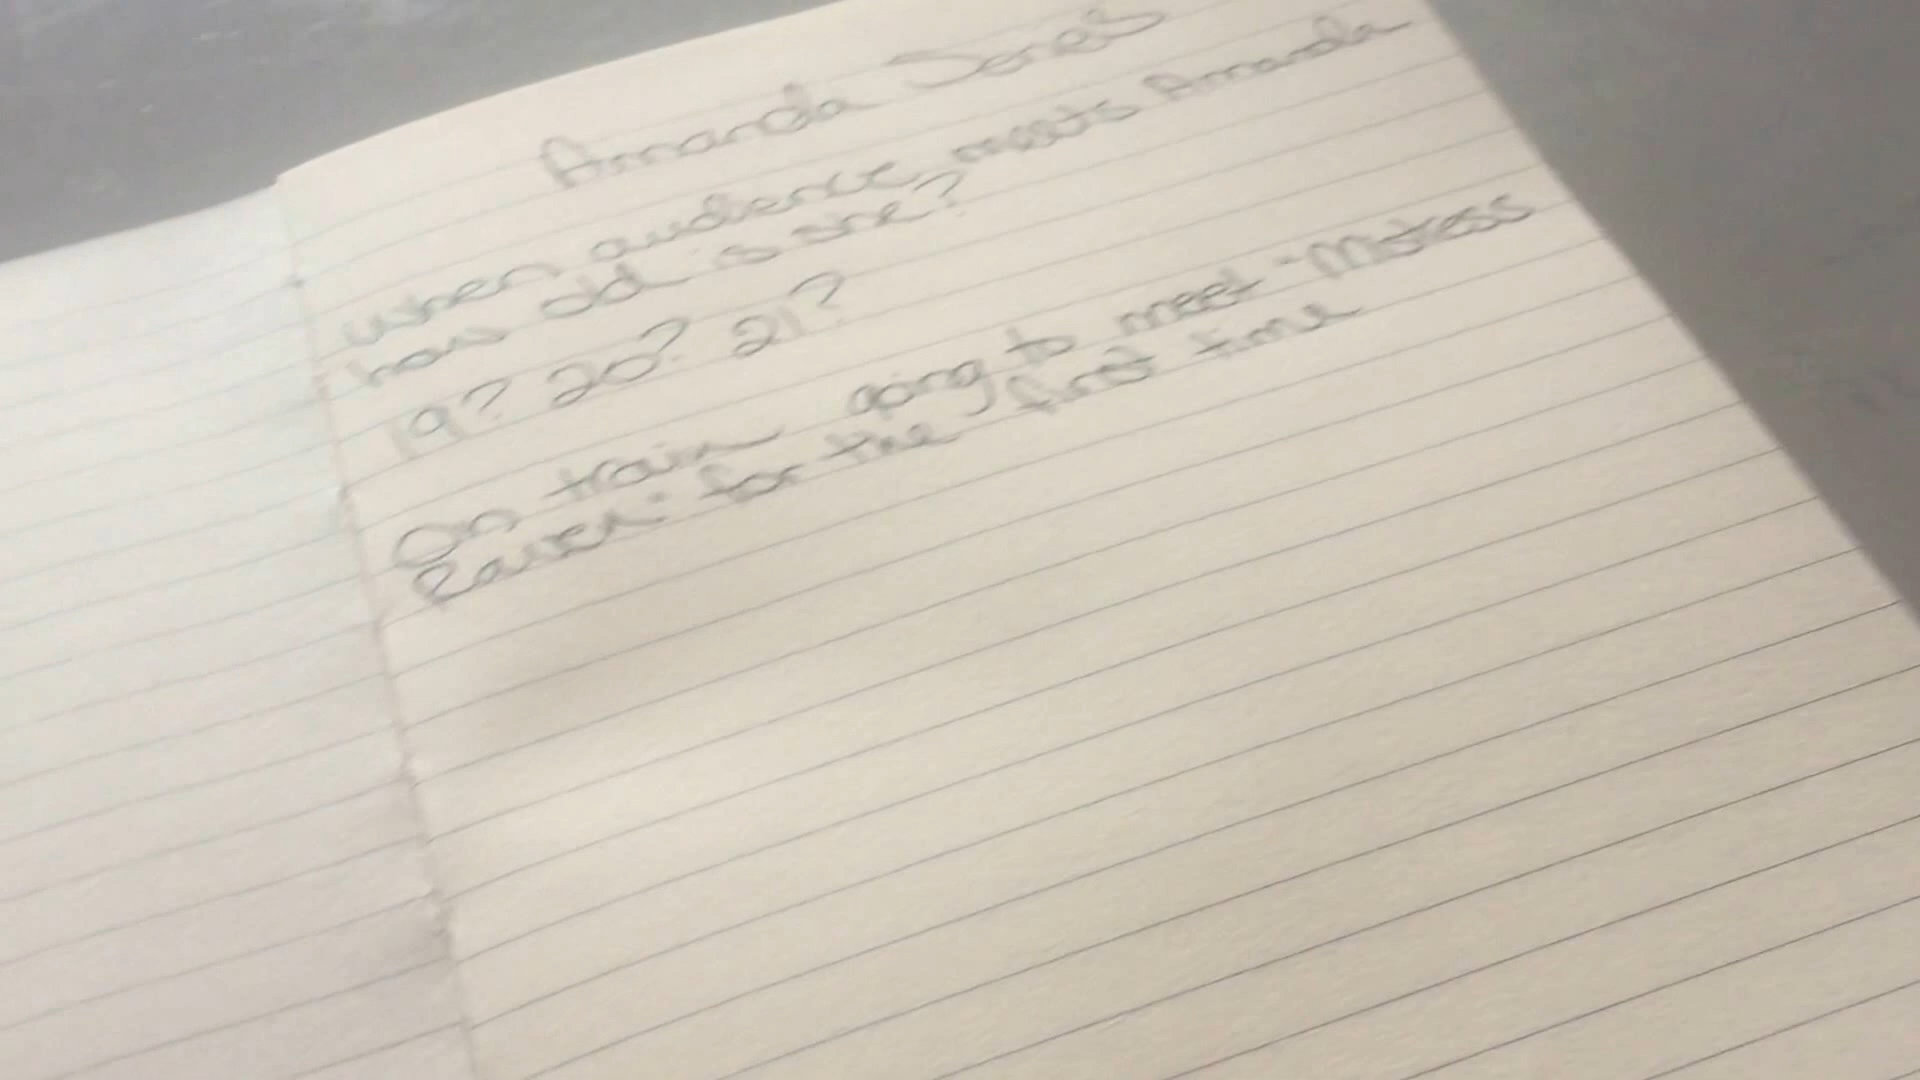 Amanda Series
When audience meets Amanda
how old is she?
19? 20? 21?
On train going to meet "Mistress
Raven" for the first time